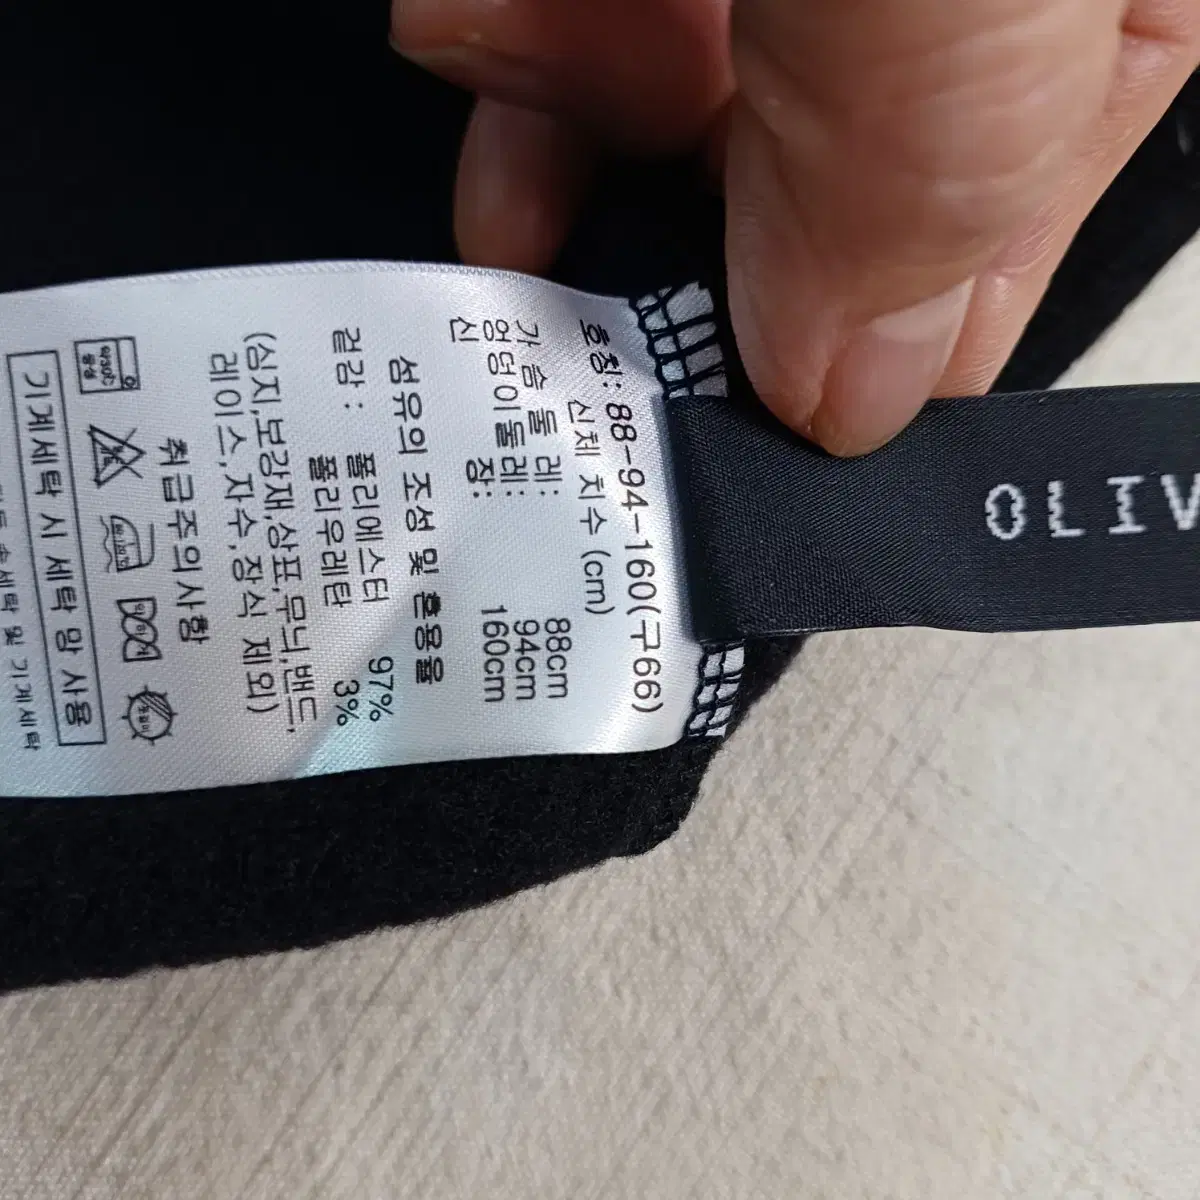 호칭: 88-94-160(구66)
신체 치수 (cm)
가슴둘레: 88cm
엉덩이둘레: 94cm
신 장: 160cm
섬유의 조성 및 혼용율
겉감: 폴리에스터 97%
폴리우레탄 3%
(심지,보강재,상표,무늬,밴드,
레이스,자수,장식 제외)
취급주의사항
기계세탁 시 세탁 망 사용
OLIV